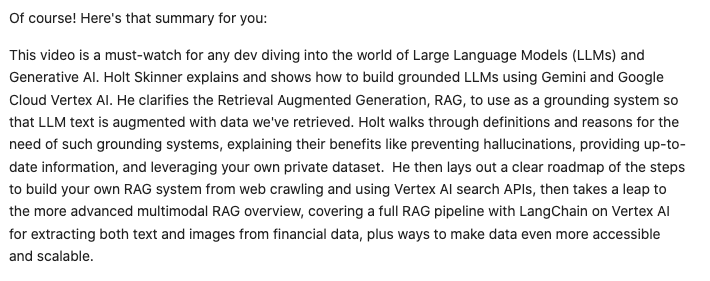 Of course! Here's that summary for you:
This video is a must-watch for any dev diving into the world of Large Language Models (LLMs) and
Generative AI. Holt Skinner explains and shows how to build grounded LLMs using Gemini and Google
Cloud Vertex AI. He clarifies the Retrieval Augmented Generation, RAG, to use as a grounding system so
that LLM text is augmented with data we've retrieved. Holt walks through definitions and reasons for the
need of such grounding systems, explaining their benefits like preventing hallucinations, providing up-to-
date information, and leveraging your own private dataset.  He then lays out a clear roadmap of the steps
to build your own RAG system from web crawling and using Vertex AI search APIs, then takes a leap to
the more advanced multimodal RAG overview, covering a full RAG pipeline with LangChain on Vertex AI
for extracting both text and images from financial data, plus ways to make data even more accessible
and scalable.